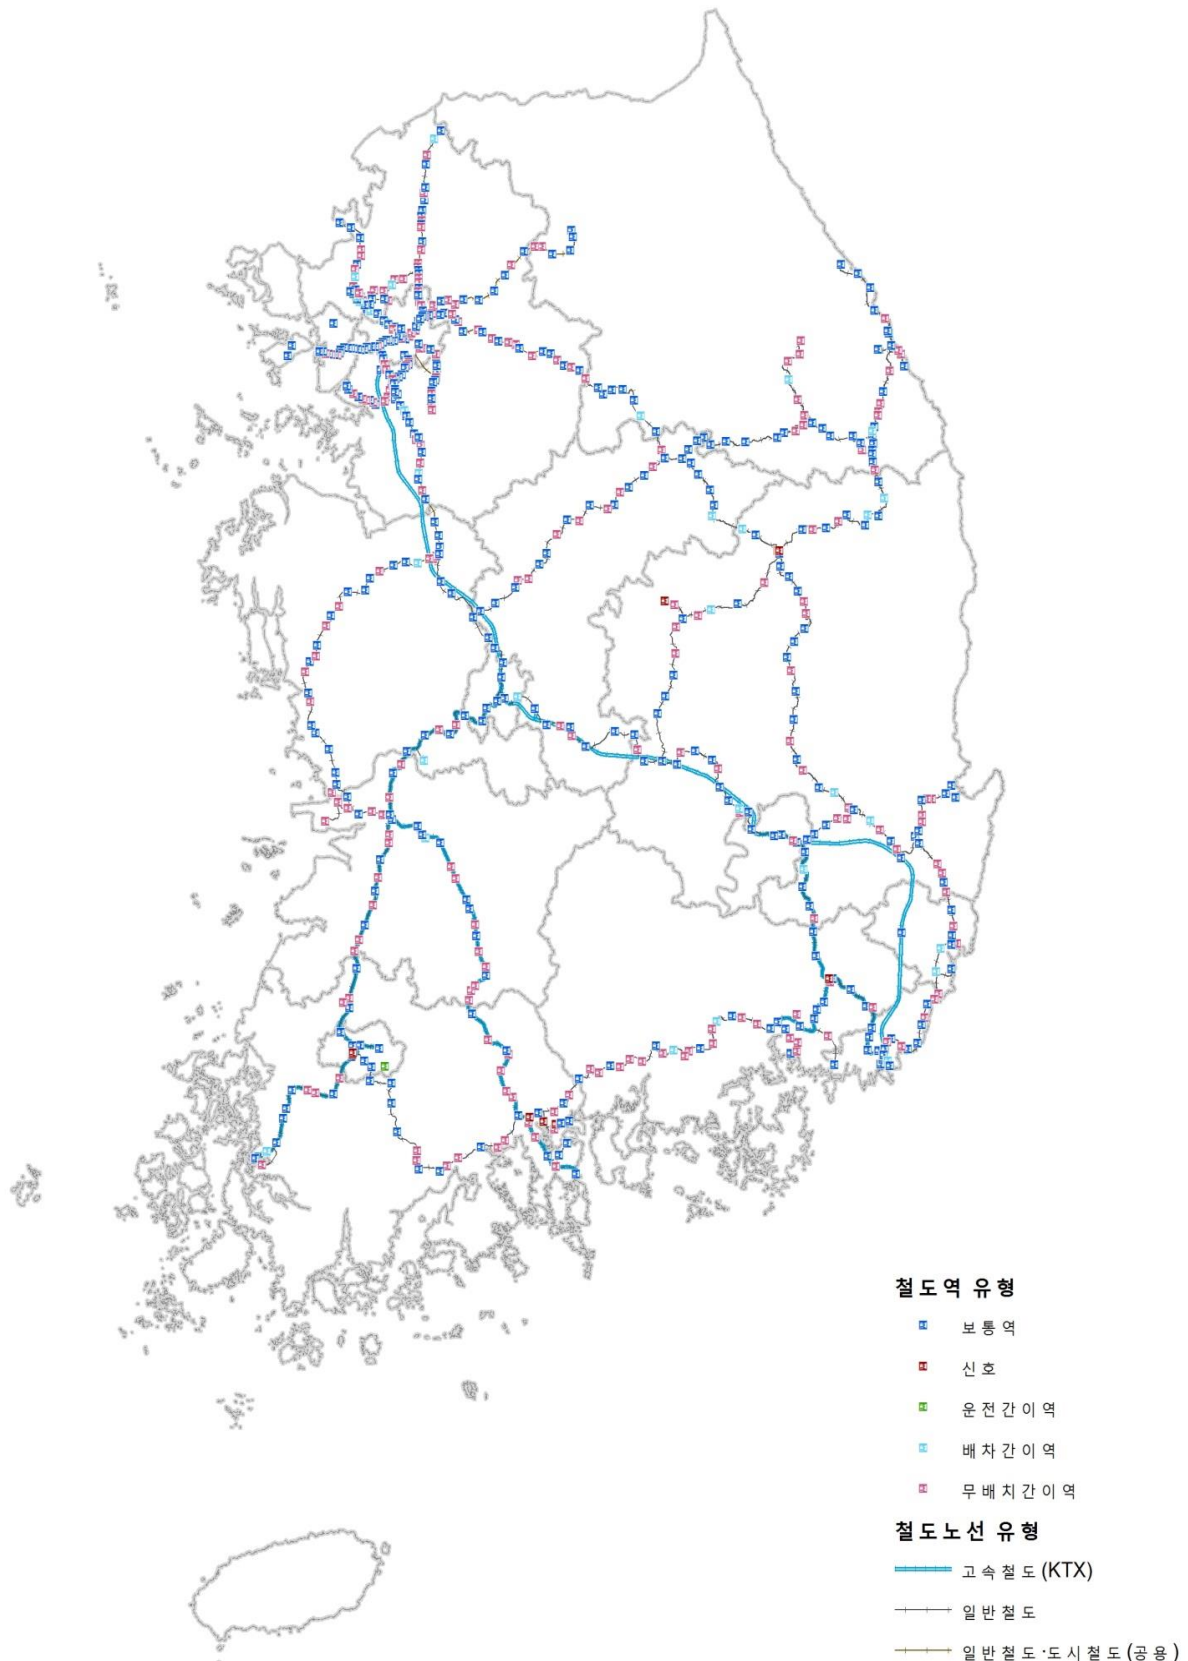 철도역 유형
보통역
신호
운전간이역
배차간이역
무배치간이역
철도노선 유형
고속철도 (KTX)
일반철도
일반철도·도시철도(공용)